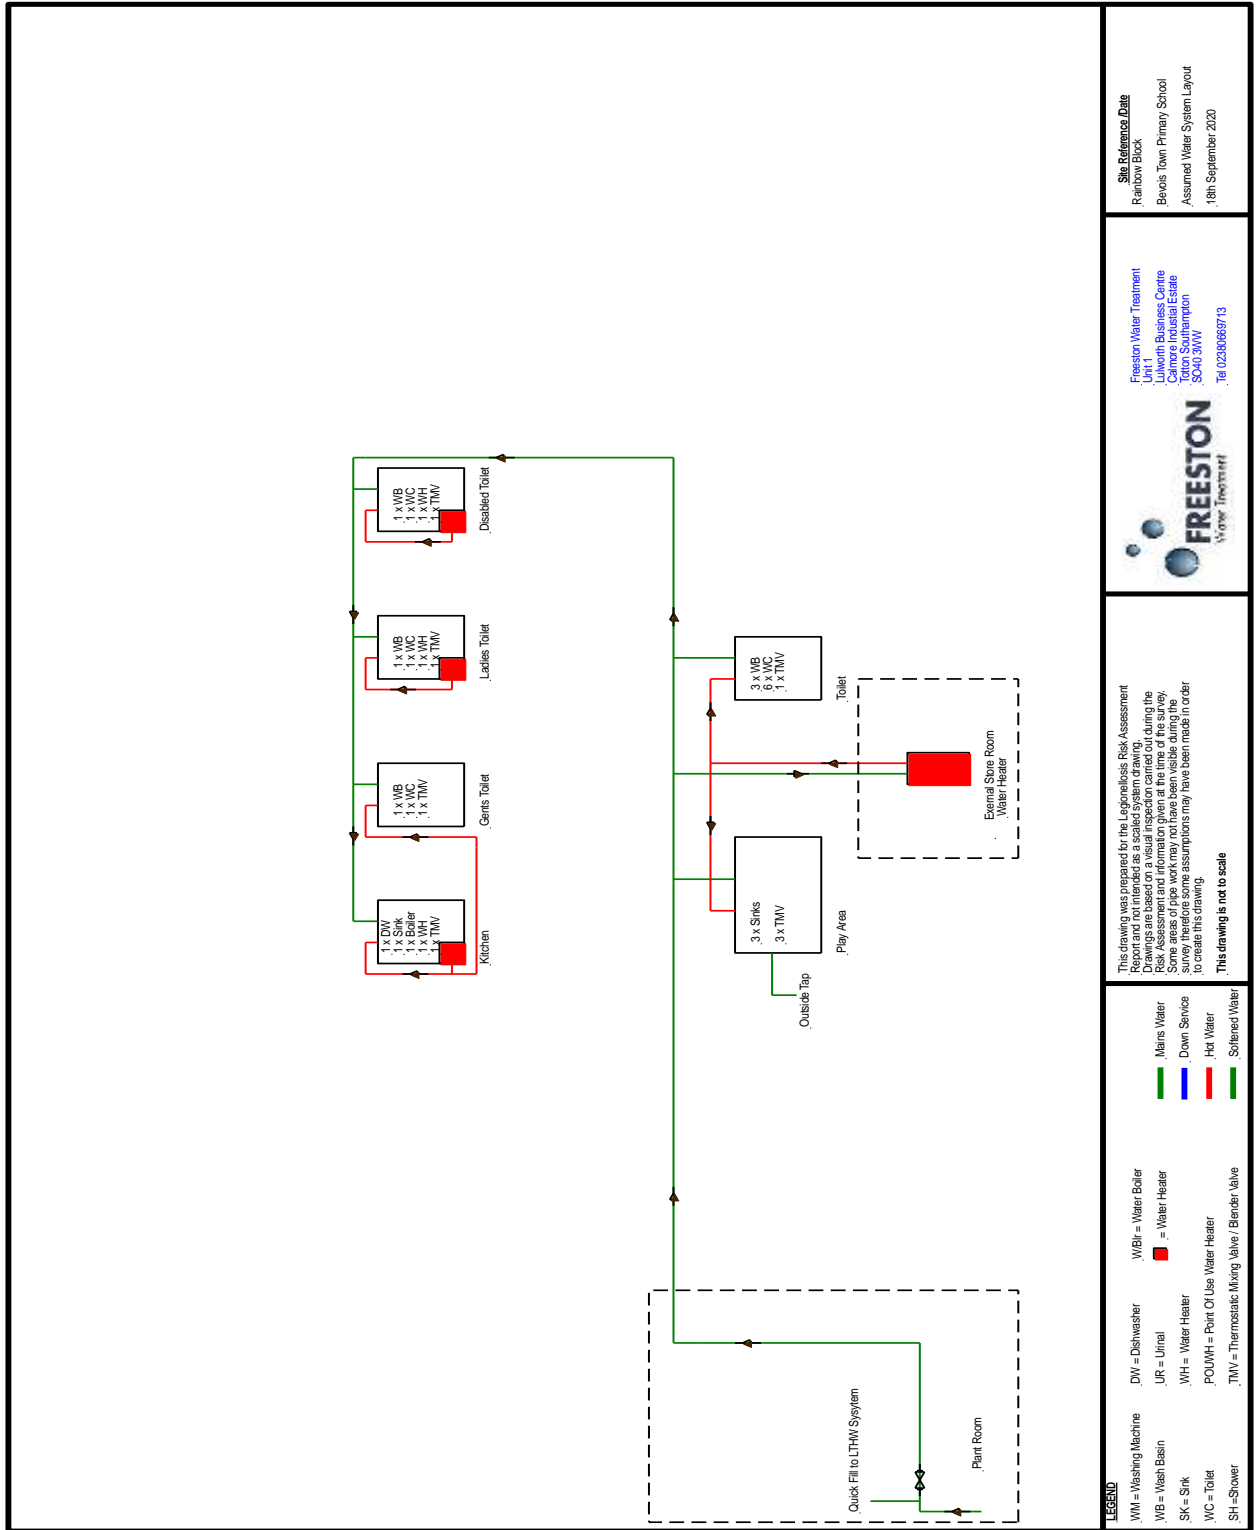 Quick Fill to LTHW Sysytem
Plant Room
Kitchen
1 x DW
1 x Sink
1 x Boiler
1 x WH
1 x TMV
Gents Toilet
1 x WB
1 x WC
1 x TMV
Ladies Toilet
1 x WB
1 x WC
1 x WH
1 x TMV
Disabled Toilet
1 x WB
1 x WC
1 x WH
1 x TMV
Outside Tap
3 x Sinks
3 x TMV
Play Area
3 x WB
6 x WC
1 x TMV
Toilet
External Store Room
Water Heater
LEGEND
WM = Washing Machine
WB = Wash Basin
SK = Sink
WC = Toilet
SH =Shower
DW = Dishwasher
UR = Urinal
WH = Water Heater
POUWH = Point Of Use Water Heater
TMV = Thermostatic Mixing Valve / Blender Valve
W/Blr = Water Boiler
= Water Heater
Mains Water
Down Service
Hot Water
Softened Water
This drawing was prepared for the Legionellosis Risk Assessment
Report and not intended as a scaled system drawing.
Drawings are based on a visual inspection carried out during the
Risk Assessment and information given at the time of the survey.
Some areas of pipe work may not have been visible during the
survey therefore some assumptions may have been made in order
to create this drawing.
This drawing is not to scale
FREESTON
Water Treatment
Freeston Water Treatment
Unit 1
Lulworth Business Centre
Calmore Industial Estate
Totton Southampton
SO40 3WW
Tel 02380669713
Site Reference /Date
Rainbow Block
Bevois Town Primary School
Assumed Water System Layout
18th September 2020